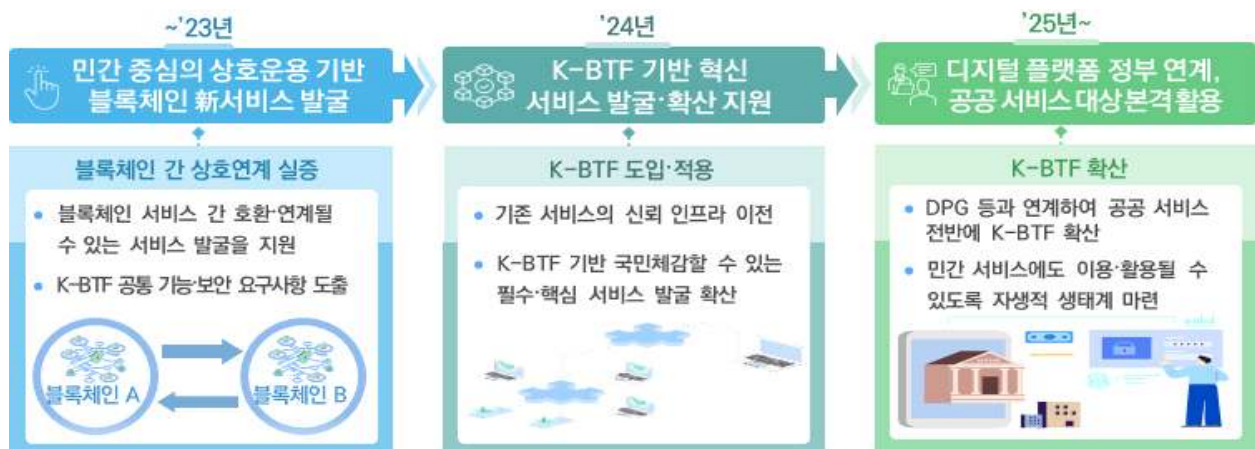 ~'23년
민간 중심의 상호운용 기반
블록체인 新서비스 발굴
블록체인 간 상호연계 실증
• 블록체인 서비스 간 호환·연계될
수 있는 서비스 발굴을 지원
• K-BTF 공통 기능·보안 요구사항 도출
블록체인 A
블록체인 B
'24년
K-BTF 기반 혁신
서비스 발굴·확산 지원
K-BTF 도입·적용
• 기존 서비스의 신뢰 인프라 이전
• K-BTF 기반 국민체감할 수 있는
필수·핵심 서비스 발굴 확산
'25년~
디지털 플랫폼 정부 연계,
공공 서비스 대상 본격 활용
K-BTF 확산
• DPG 등과 연계하여 공공 서비스
전반에 K-BTF 확산
• 민간 서비스에도 이용·활용될 수
있도록 자생적 생태계 마련